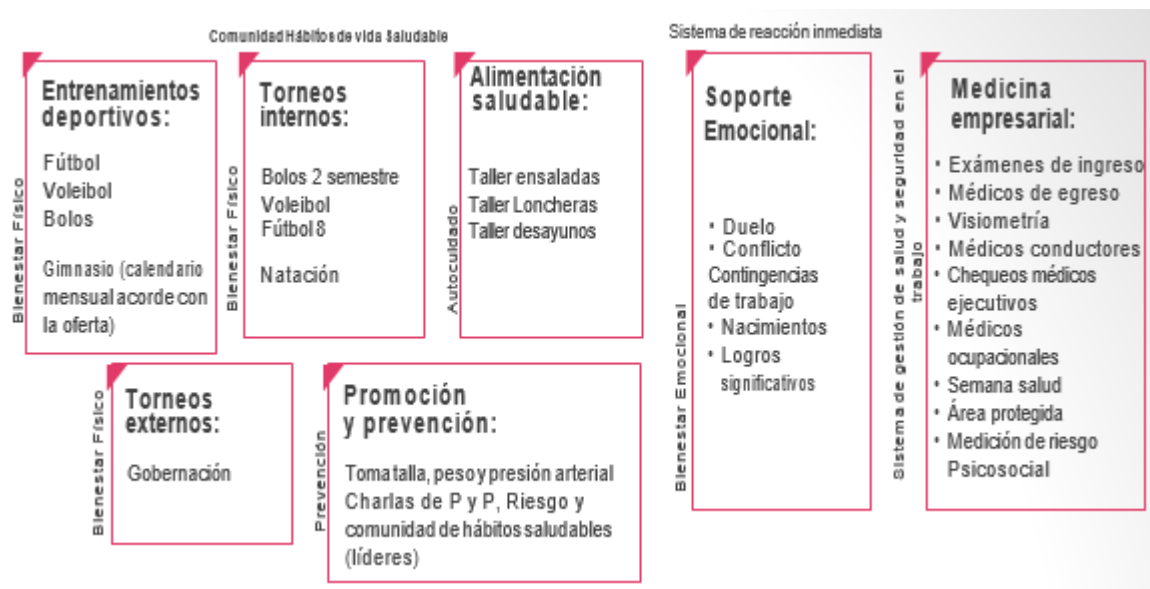 Comunidad Hábitos de vida Saludable
Bienestar Físico
Entrenamientos
deportivos:
Fútbol
Voleibol
Bolos
Gimnasio (calendario
mensual acorde con
la oferta)
Bienestar Físico
Torneos
internos:
Bolos 2 semestre
Voleibol
Fútbol 8
Natación
Autocuidado
Alimentación
saludable:
Taller ensaladas
Taller Loncheras
Taller desayunos
Bienestar Físico
Torneos
externos:
Gobernación
Prevención
Promoción
y prevención:
Toma talla, peso y presión arterial
Charlas de P y P, Riesgo y
comunidad de hábitos saludables
(líderes)
Sistema de reacción inmediata
Bienestar Emocional
Soporte
Emocional:
• Duelo
• Conflicto
Contingencias
de trabajo
• Nacimientos
• Logros
significativos
Sistema de gestión de salud y seguridad en el
trabajo
Medicina
empresarial:
• Exámenes de ingreso
• Médicos de egreso
• Visiometría
• Médicos conductores
• Chequeos médicos
ejecutivos
• Médicos
ocupacionales
• Semana salud
• Área protegida
• Medición de riesgo
Psicosocial